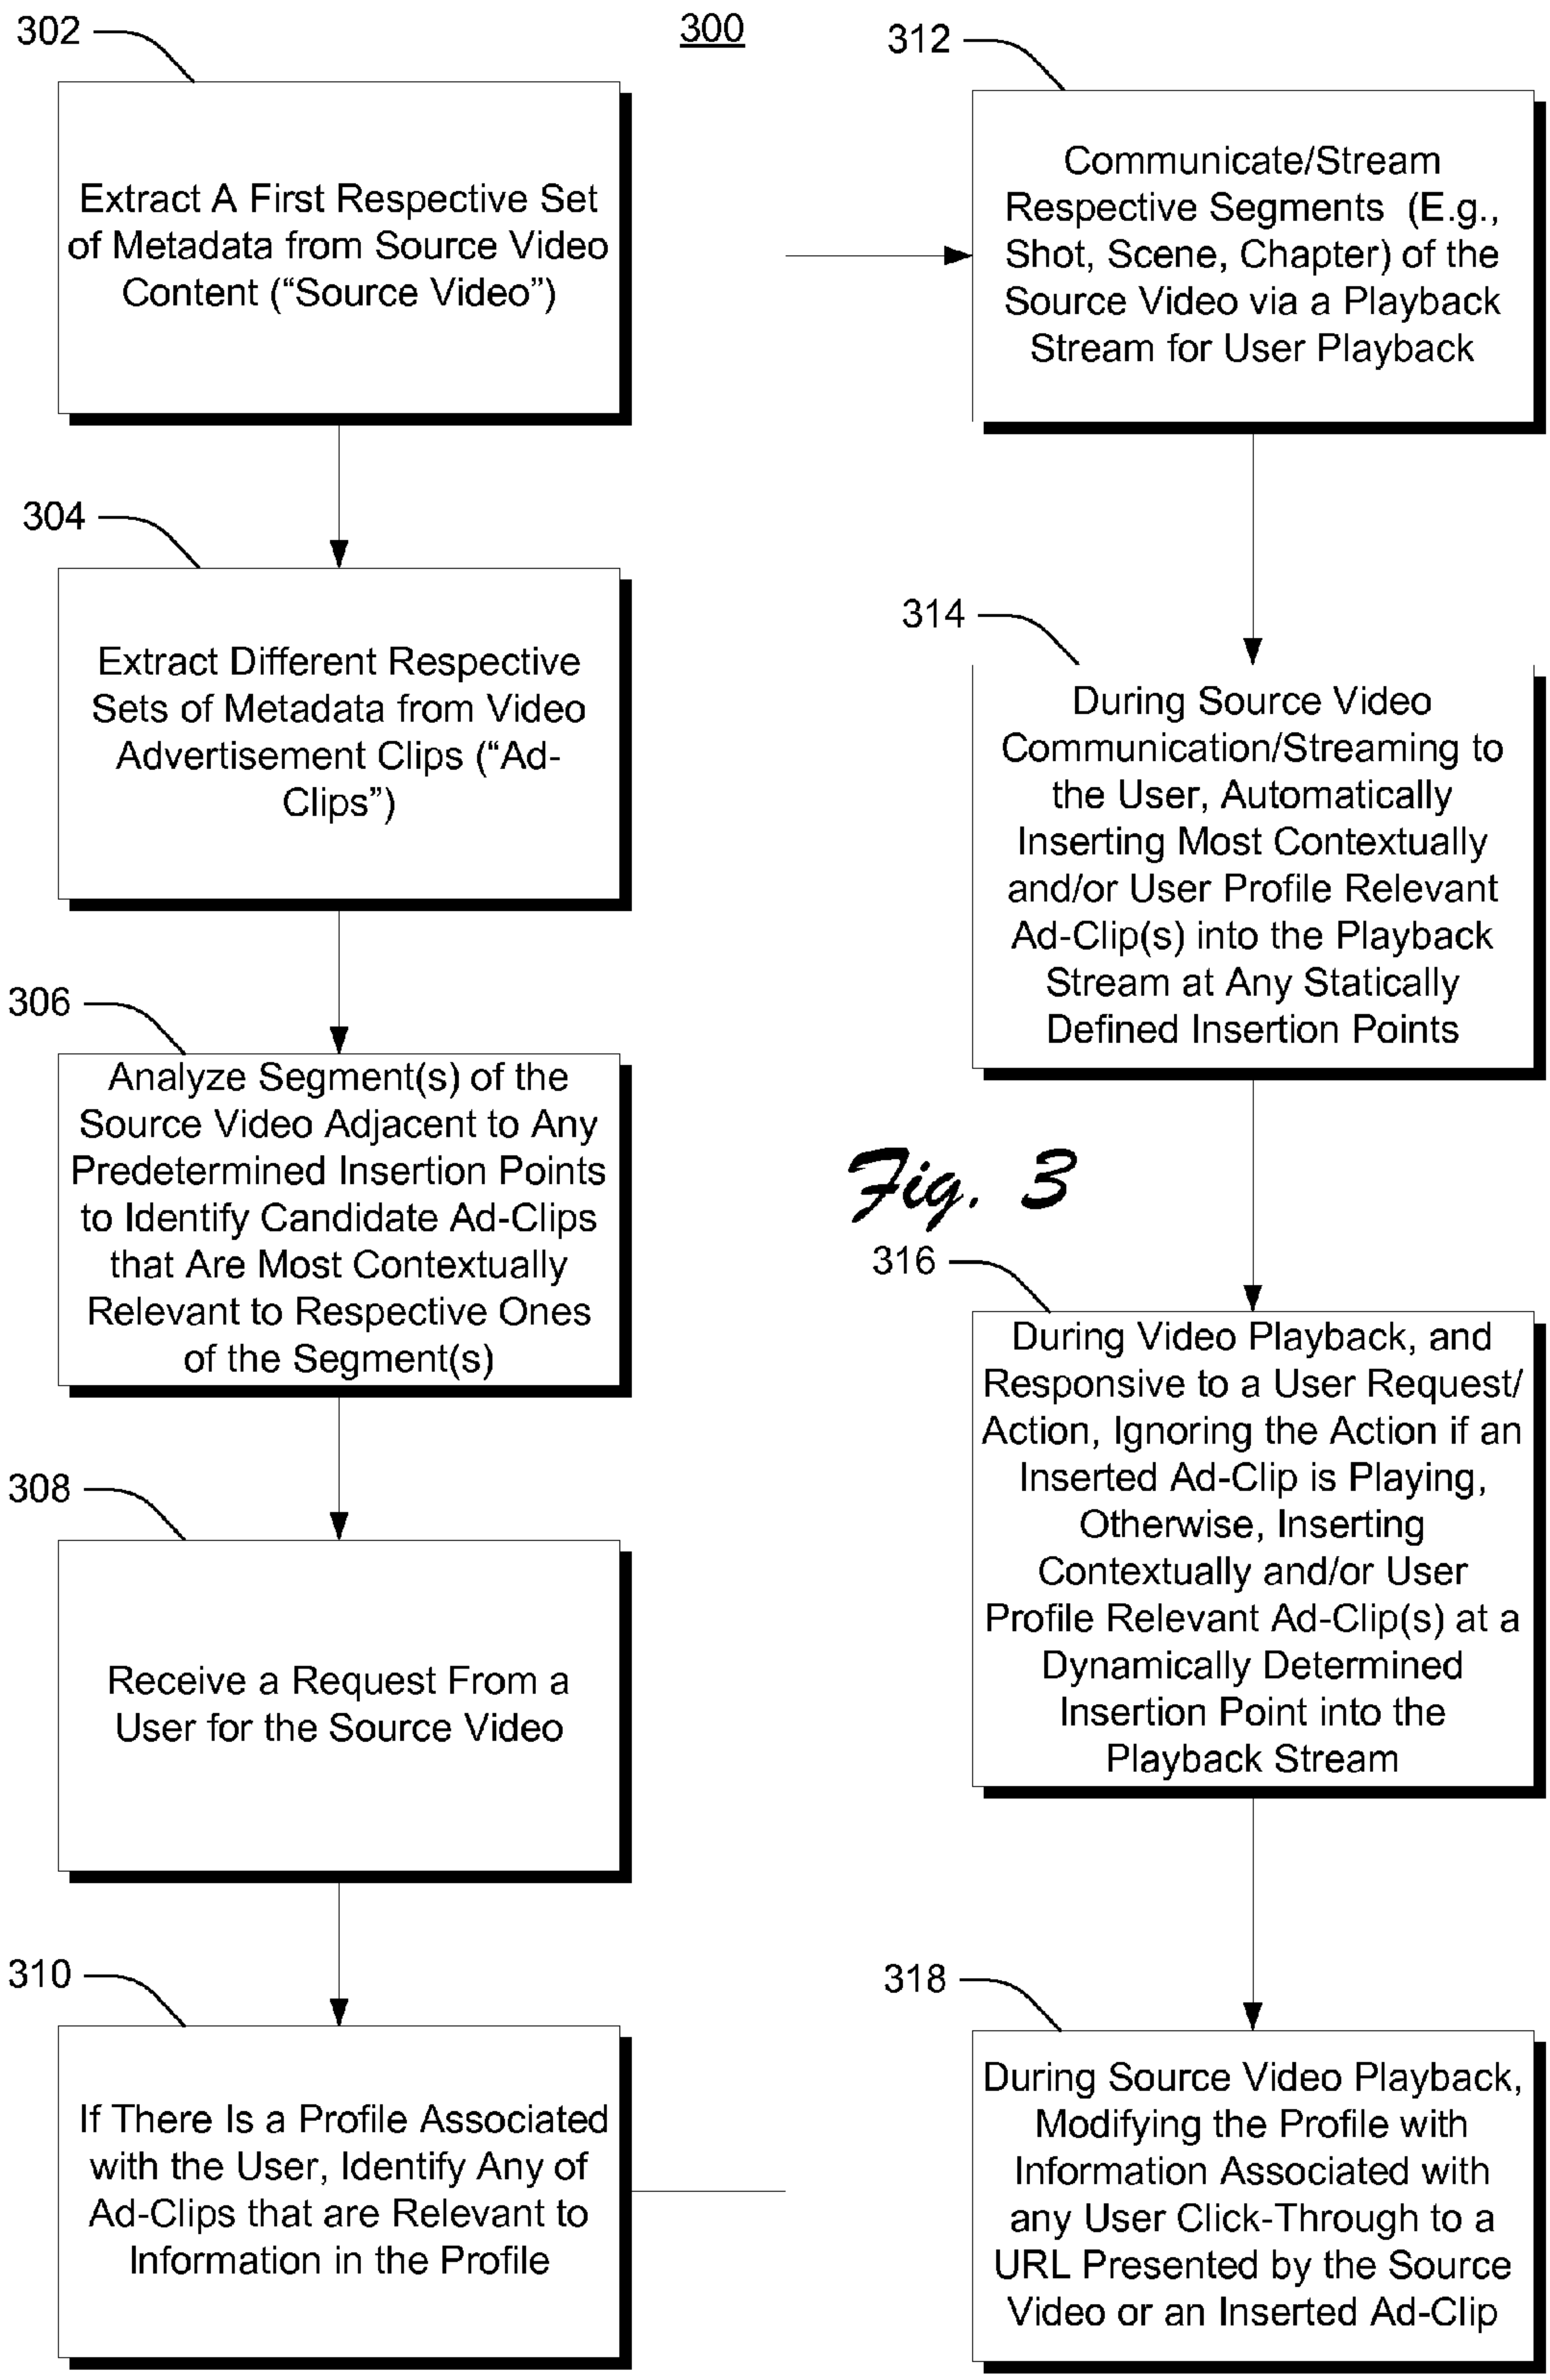 300
302
Extract A First Respective Set
of Metadata from Source Video
Content (“Source Video”)
304
Extract Different Respective
Sets of Metadata from Video
Advertisement Clips (“Ad-
Clips”)
306
Analyze Segment(s) of the
Source Video Adjacent to Any
Predetermined Insertion Points
to Identify Candidate Ad-Clips
that Are Most Contextually
Relevant to Respective Ones
of the Segment(s)
308
Receive a Request From a
User for the Source Video
310
If There Is a Profile Associated
with the User, Identify Any of
Ad-Clips that are Relevant to
Information in the Profile
312
Communicate/Stream
Respective Segments (E.g.,
Shot, Scene, Chapter) of the
Source Video via a Playback
Stream for User Playback
314
During Source Video
Communication/Streaming to
the User, Automatically
Inserting Most Contextually
and/or User Profile Relevant
Ad-Clip(s) into the Playback
Stream at Any Statically
Defined Insertion Points
Fig. 3
316
During Video Playback, and
Responsive to a User Request/
Action, Ignoring the Action if an
Inserted Ad-Clip is Playing,
Otherwise, Inserting
Contextually and/or User
Profile Relevant Ad-Clip(s) at a
Dynamically Determined
Insertion Point into the
Playback Stream
318
During Source Video Playback,
Modifying the Profile with
Information Associated with
any User Click-Through to a
URL Presented by the Source
Video or an Inserted Ad-Clip